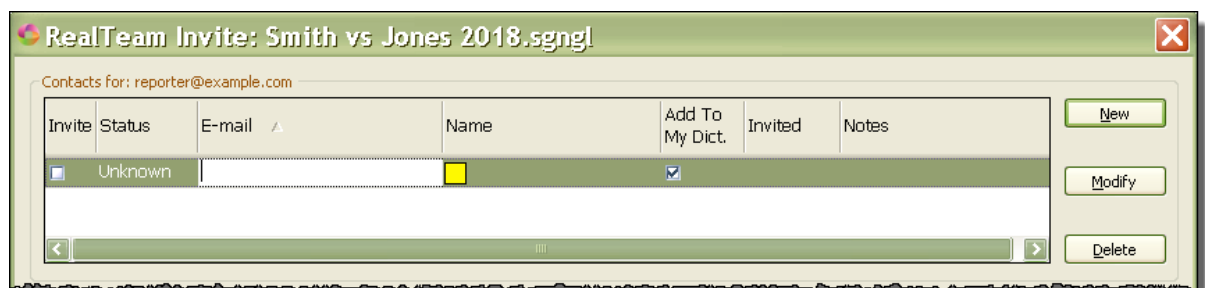 RealTeam Invite: Smith vs Jones 2018.sgngl
Contacts for: reporter@example.com
Invite Status E-mail Name Add To My Dict. Invited Notes
Unknown
New
Modify
Delete